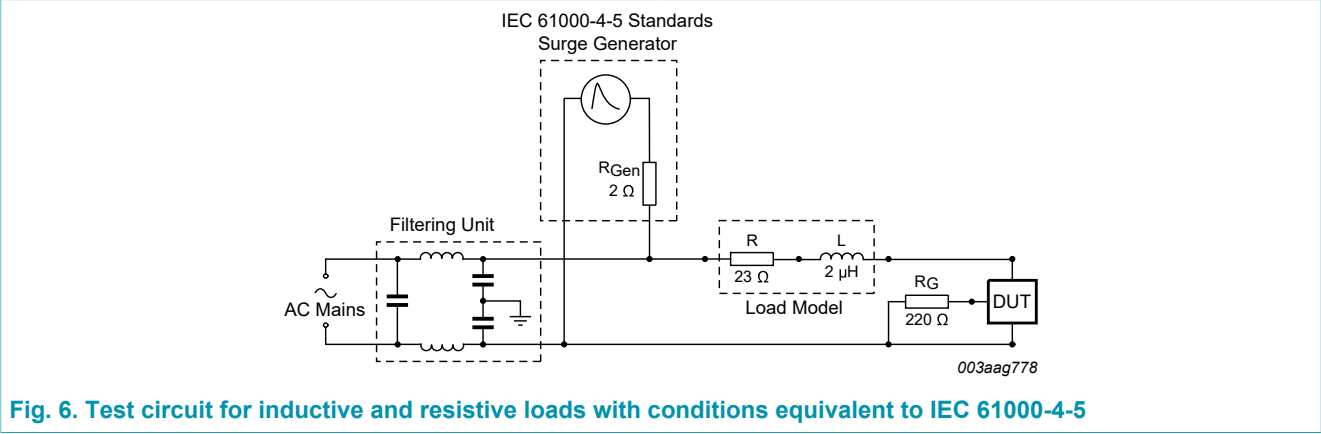 IEC 61000-4-5 Standards
Surge Generator
RGen
2 Ω
Filtering Unit
R
L
23 Ω
2 μH
RG
AC Mains
Load Model
220 Ω
DUT
003aag778
Fig. 6. Test circuit for inductive and resistive loads with conditions equivalent to IEC 61000-4-5